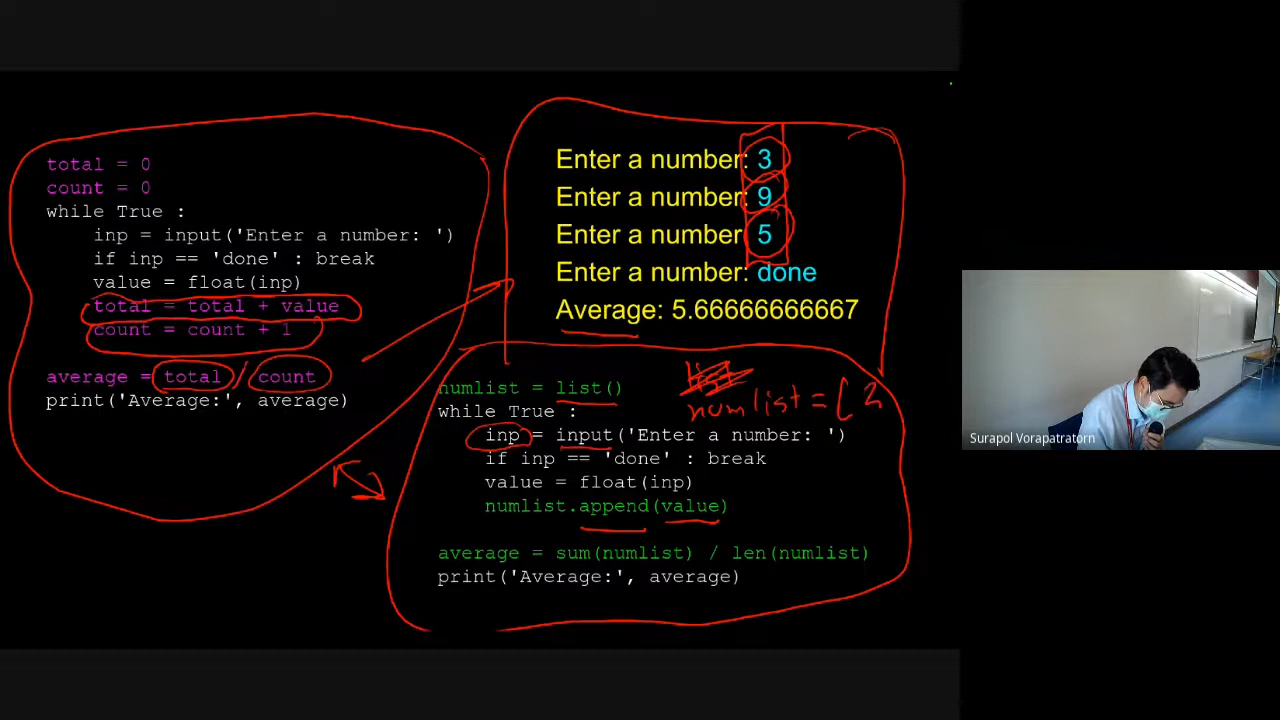 total = 0
count = 0
while True :
inp = input('Enter a number: ')
if inp == 'done' : break
value = float(inp)
total = total + value
count = count + 1
average = total / count
print('Average:', average)
Enter a number: 3
Enter a number: 9
Enter a number: 5
Enter a number: done
Average: 5.66666666667
numlist = list()
numlist = [
while True :
inp = input('Enter a number: ')
if inp == 'done' : break
value = float(inp)
numlist.append(value)
average = sum(numlist) / len(numlist)
print('Average:', average)
Surapol Vorapatratorn